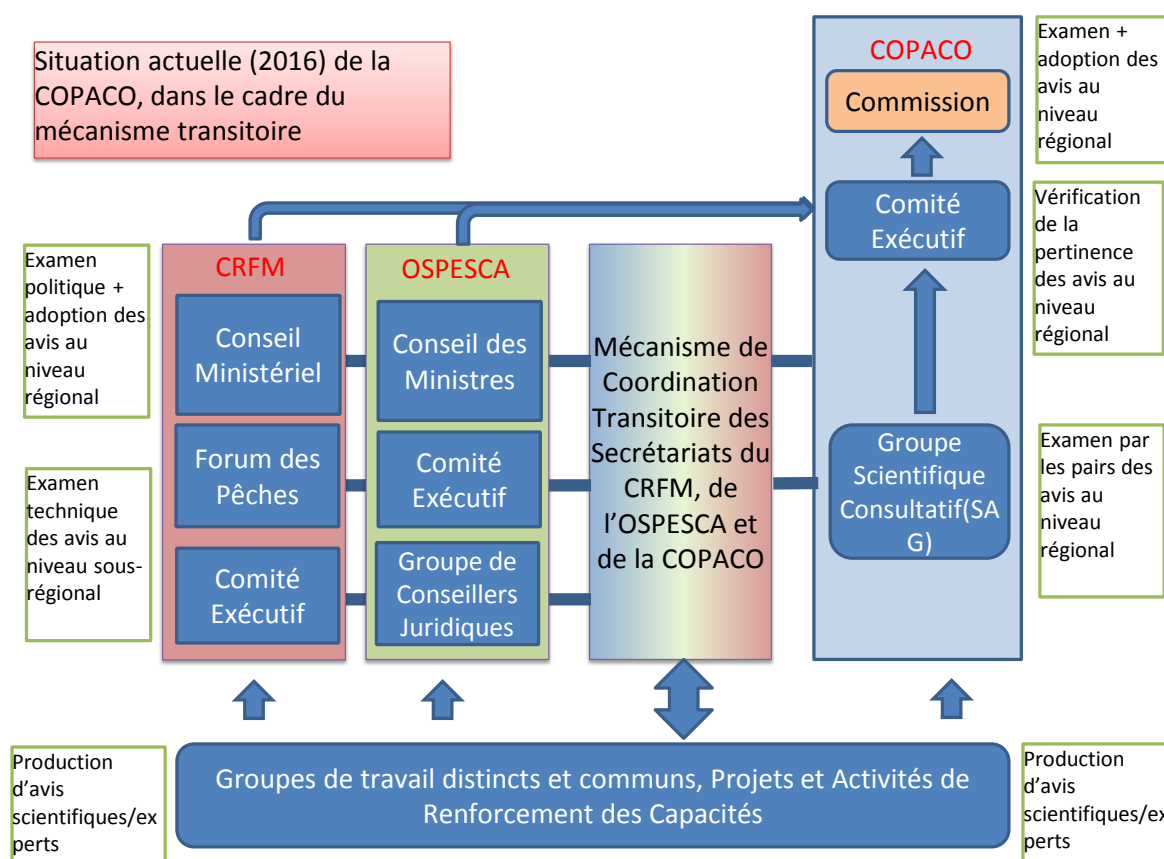 Situation actuelle (2016) de la
COPACO, dans le cadre du
mécanisme transitoire
COPACO
Commission
Comité
Exécutif
Groupe
Scientifique
Consultatif(SA
G)
Examen +
adoption des
avis au
niveau
régional
Vérification
de la
pertinence
des avis au
niveau
régional
Examen par
les pairs des
avis au
niveau
régional
Examen
politique +
adoption des
avis au
niveau
régional
Examen
technique
des avis au
niveau sous-
régional
CRFM
Conseil
Ministériel
Forum des
Pêches
Comité
Exécutif
OSPESCA
Conseil des
Ministres
Comité
Exécutif
Groupe de
Conseillers
Juridiques
Mécanisme de
Coordination
Transitoire des
Secrétariats du
CRFM, de
l’OSPESCA et
de la COPACO
Production
d’avis
scientifiques/ex
perts
Groupes de travail distincts et communs, Projets et Activités de
Renforcement des Capacités
Production
d’avis
scientifiques/ex
perts